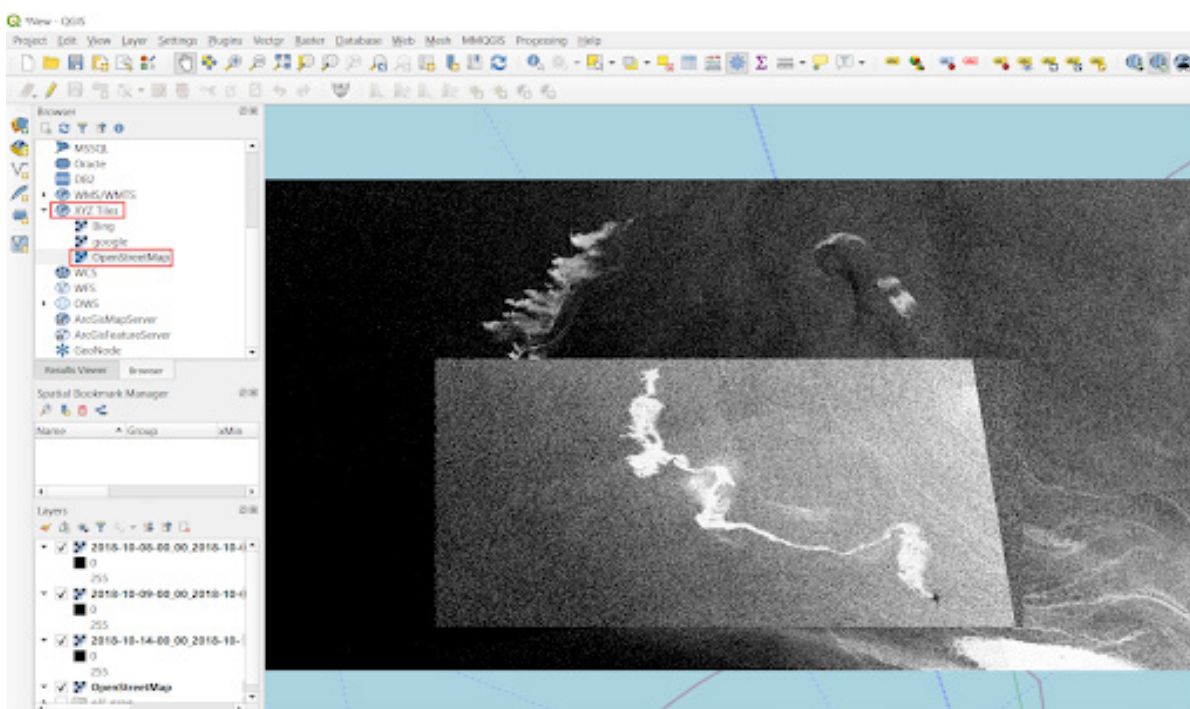 *New - QGIS
Project Edit View Layer Settings Plugins Vector Raster Database Web Mesh MMQGIS Processing Help
Browser
MSSQL
Oracle
DB2
WMS/WMTS
XYZ Tiles
Bing
google
OpenStreetMap
WCS
WFS
OWS
ArcGisMapServer
ArcGisFeatureServer
GeoNode
Results Viewer Browser
Spatial Bookmark Manager
Name Group xMin
Layers
2018-10-08-00_00_2018-10-
0
255
2018-10-09-00_00_2018-10-
0
255
2018-10-14-00_00_2018-10-
0
255
OpenStreetMap